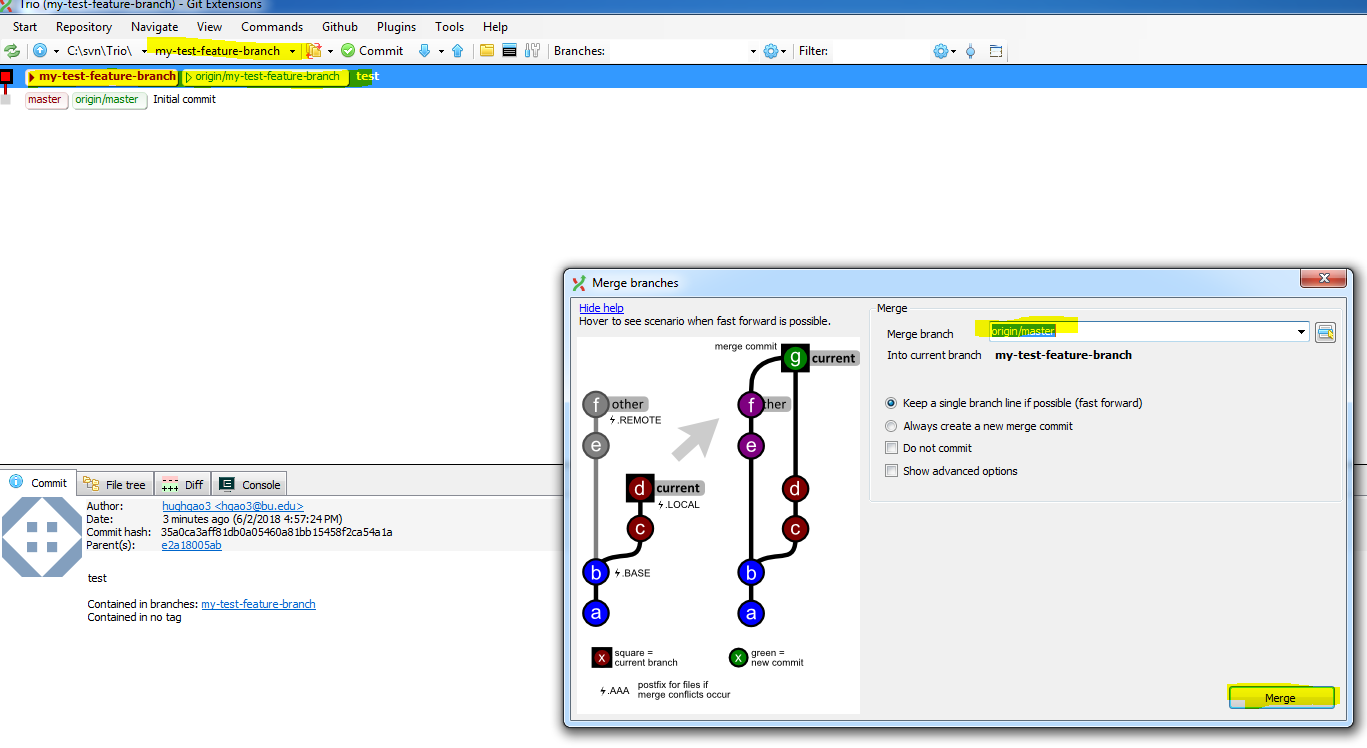 Trio (my-test-feature-branch) - Git Extensions
Start Repository Navigate View Commands Github Plugins Tools Help
C:\svn\Trio\ my-test-feature-branch Commit Branches: Filter:
my-test-feature-branch origin/my-test-feature-branch test
master origin/master Initial commit
Merge branches
Hide help
Hover to see scenario when fast forward is possible.
merge commit
g current
f other
.REMOTE
e
d current
.LOCAL
c
b .BASE
a
f ther
e
d
c
b
a
x square =
current branch
x green =
new commit
.AAA postfix for files if
merge conflicts occur
Merge
Merge branch origin/master
Into current branch my-test-feature-branch
Keep a single branch line if possible (fast forward)
Always create a new merge commit
Do not commit
Show advanced options
Merge
Commit File tree Diff Console
Author: hughgao3 <hgao3@bu.edu>
Date: 3 minutes ago (6/2/2018 4:57:24 PM)
Commit hash: 35a0ca3aff81db0a05460a81bb15458f2ca54a1a
Parent(s): e2a18005ab
test
Contained in branches: my-test-feature-branch
Contained in no tag